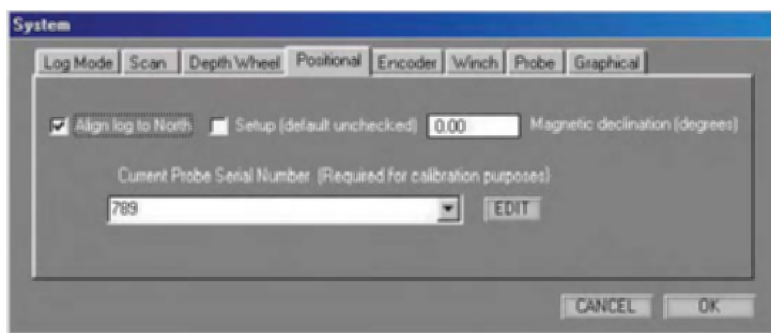 System
Log Mode Scan Depth Wheel Positional Encoder Winch Probe Graphical
Align log to North Setup (default unchecked) 0.00 Magnetic declination (degrees)
Current Probe Serial Number (Required for calibration purposes)
789 EDIT
CANCEL OK